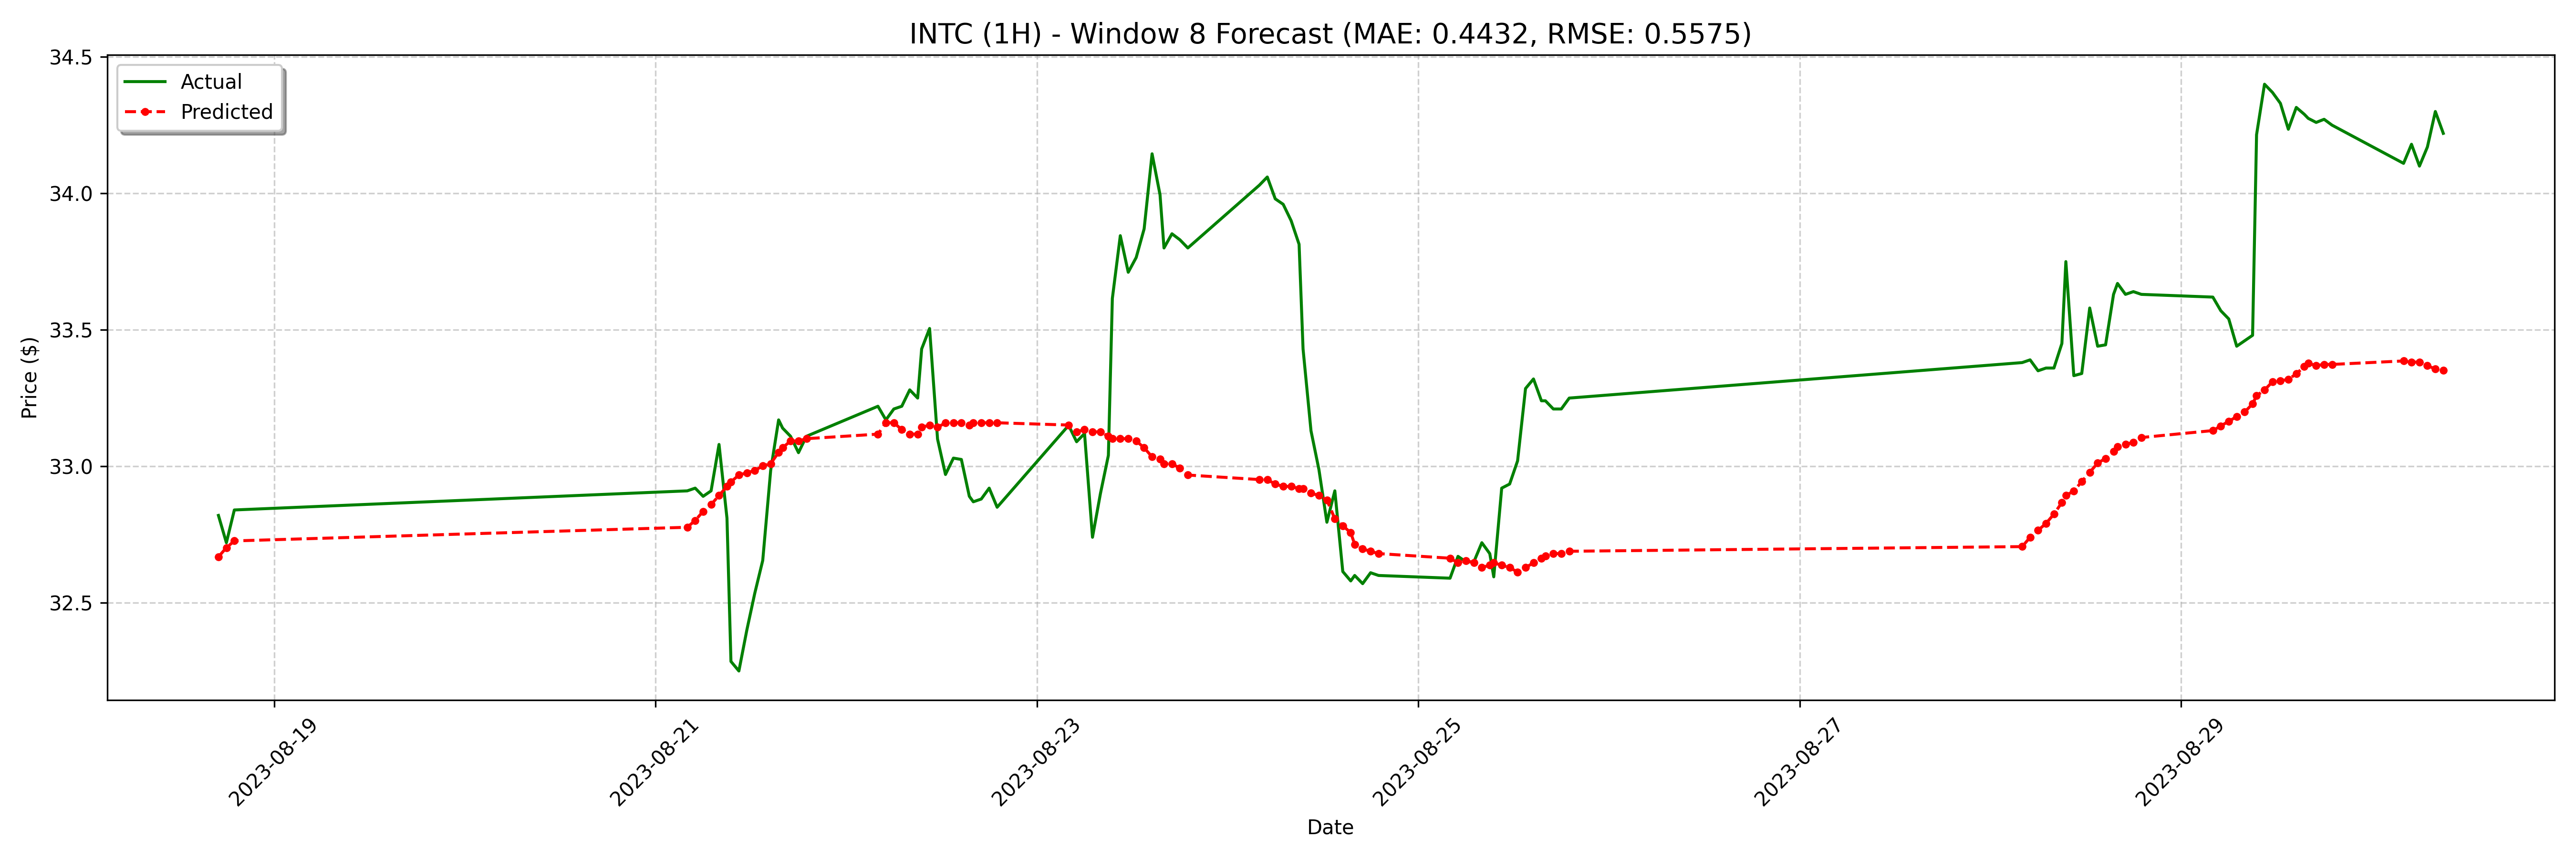 INTC (1H) - Window 8 Forecast (MAE: 0.4432, RMSE: 0.5575)
Actual
Predicted
Price ($)
34.5
34.0
33.5
33.0
32.5
2023-08-19
2023-08-21
2023-08-23
2023-08-25
2023-08-27
2023-08-29
Date